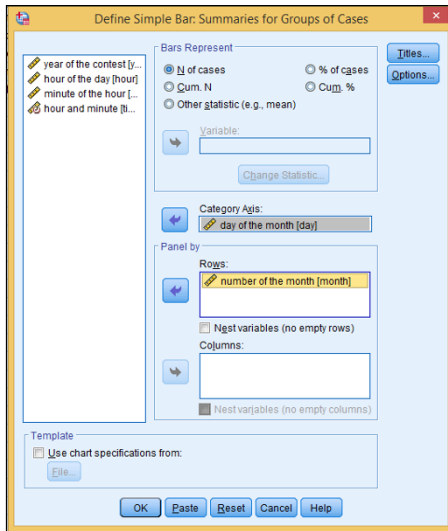 Define Simple Bar: Summaries for Groups of Cases
year of the contest [y...
hour of the day [hour]
minute of the hour [...
hour and minute [ti...
Bars Represent
N of cases
% of cases
Cum. N
Cum. %
Other statistic (e.g., mean)
Variable:
Change Statistic...
Titles...
Options...
Category Axis:
day of the month [day]
Panel by
Rows:
number of the month [month]
Nest variables (no empty rows)
Columns:
Nest variables (no empty columns)
Template
Use chart specifications from:
File...
OK Paste Reset Cancel Help